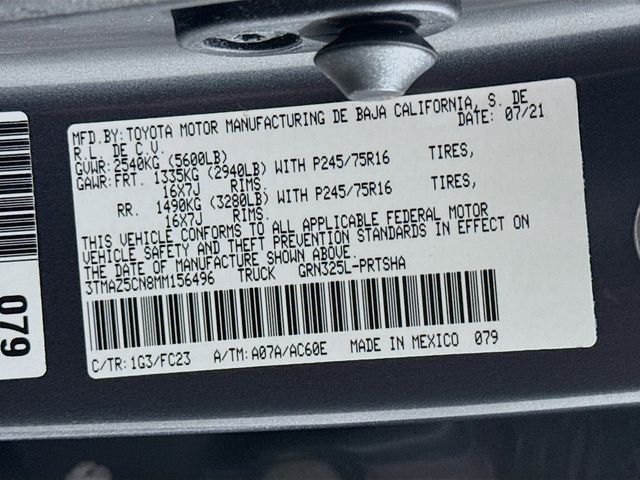 MFD.BY:TOYOTA MOTOR MANUFACTURING DE BAJA CALIFORNIA, S. DE
R.L. DE C.V. DATE: 07/21
GVWR:2540KG (5600LB)
GAWR:FRT. 1335KG (2940LB) WITH P245/75R16 TIRES,
16X7J RIMS.
RR. 1490KG (3280LB) WITH P245/75R16 TIRES,
16X7J RIMS.
THIS VEHICLE CONFORMS TO ALL APPLICABLE FEDERAL MOTOR
VEHICLE SAFETY AND THEFT PREVENTION STANDARDS IN EFFECT ON
THE DATE OF MANUFACTURE SHOWN ABOVE.
3TMAZ5CN8MM156496 TRUCK GRN325L-PRTSHA
C/TR:1G3/FC23 A/TM:A07A/AC60E MADE IN MEXICO 079
079